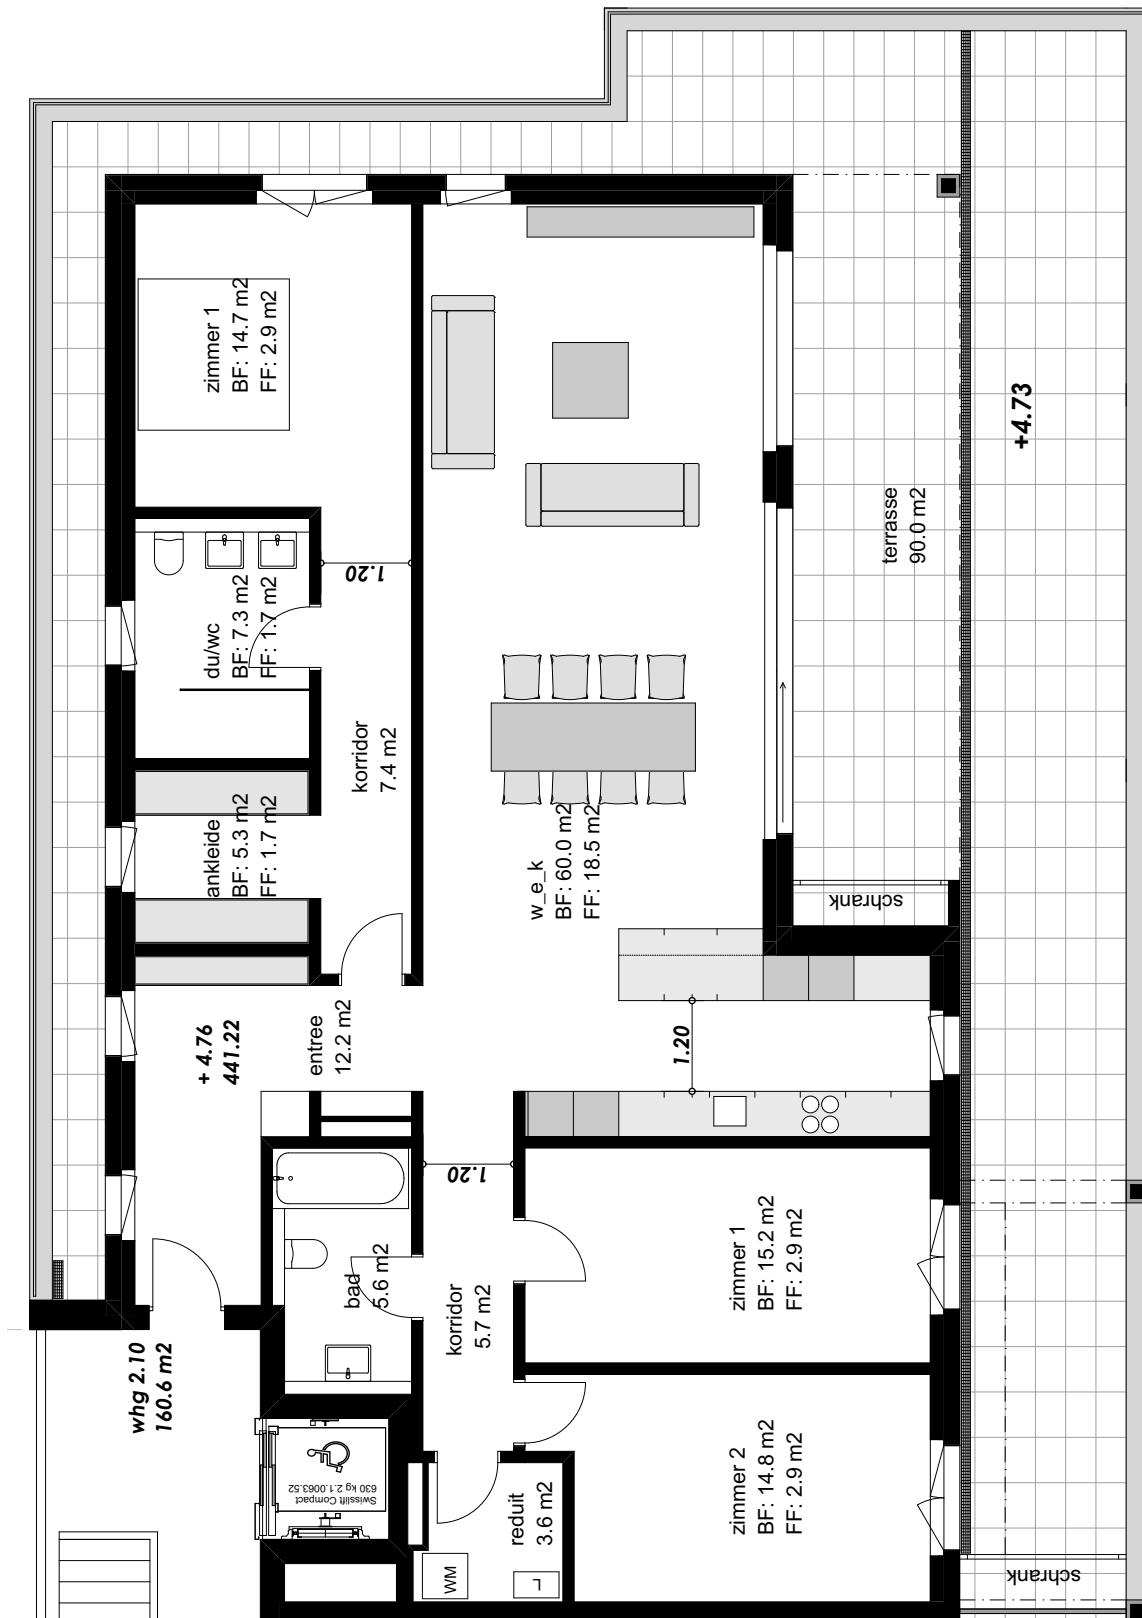 zimmer 1
BF: 14.7 m2
FF: 2.9 m2
+4.73
terrasse
90.0 m2
1.20
du/wc
BF: 7.3 m2
FF: 1.7 m2
korridor
7.4 m2
ankleide
BF: 5.3 m2
FF: 1.7 m2
w_e_k
BF: 60.0 m2
FF: 18.5 m2
schrank
+ 4.76
441.22
entree
12.2 m2
1.20
1.20
bad
5.6 m2
korridor
5.7 m2
zimmer 1
BF: 15.2 m2
FF: 2.9 m2
whg 2.10
160.6 m2
Swisslift Compact
630 kg 2.1.0063.52
reduit
3.6 m2
WM
L
zimmer 2
BF: 14.8 m2
FF: 2.9 m2
schrank